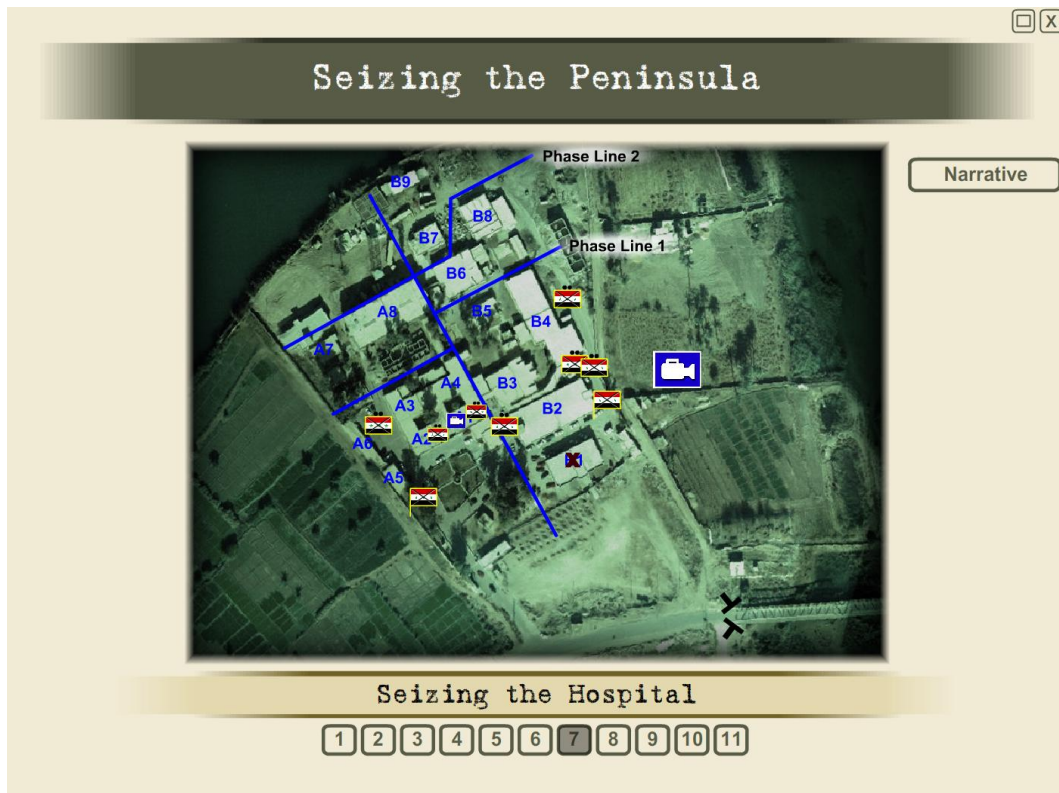 X
Seizing the Peninsula
Narrative
Phase Line 2
B9
B8
B7
Phase Line 1
B6
B5
A8
B4
A7
A4
B3
A3
B2
A2
A6
A5
Seizing the Hospital
1 2 3 4 5 6 7 8 9 10 11